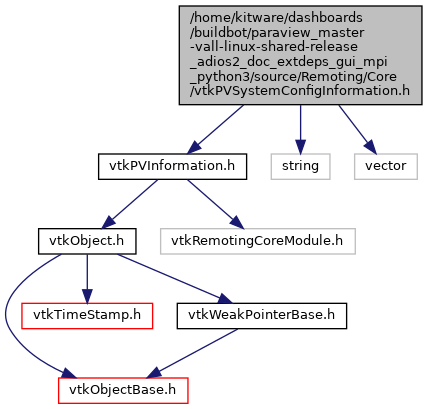 /home/kitware/dashboards
/buildbot/paraview_master
-vall-linux-shared-release
_adios2_doc_extdeps_gui_mpi
_python3/source/Remoting/Core
/vtkPVSystemConfigInformation.h
vtkPVInformation.h
string
vector
vtkObject.h
vtkRemotingCoreModule.h
vtkTimeStamp.h
vtkWeakPointerBase.h
vtkObjectBase.h